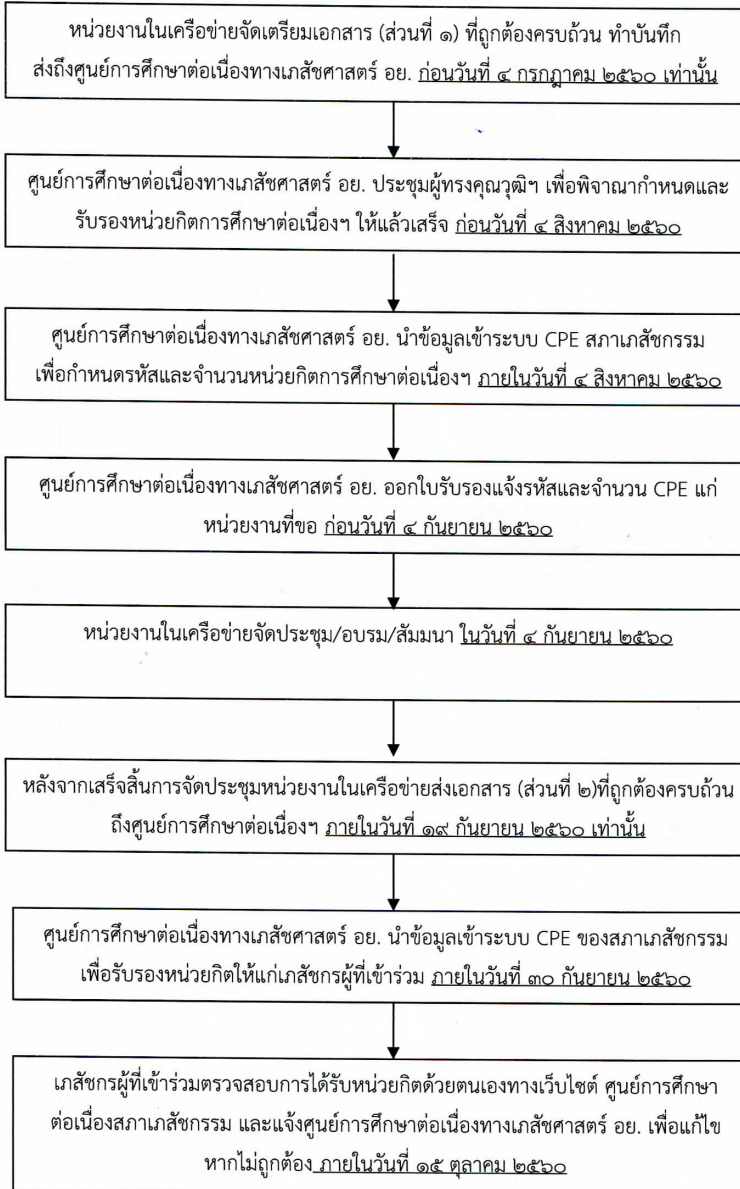 หน่วยงานในเครือข่ายจัดเตรียมเอกสาร (ส่วนที่ ๑) ที่ถูกต้องครบถ้วน ทำบันทึก
ส่งถึงศูนย์การศึกษาต่อเนื่องทางเภสัชศาสตร์ อย. ก่อนวันที่ ๔ กรกฎาคม ๒๕๖๐ เท่านั้น
ศูนย์การศึกษาต่อเนื่องทางเภสัชศาสตร์ อย. ประชุมผู้ทรงคุณวุฒิฯ เพื่อพิจาณากำหนดและ
รับรองหน่วยกิตการศึกษาต่อเนื่องฯ ให้แล้วเสร็จ ก่อนวันที่ ๔ สิงหาคม ๒๕๖๐
ศูนย์การศึกษาต่อเนื่องทางเภสัชศาสตร์ อย. นำข้อมูลเข้าระบบ CPE สภาเภสัชกรรม
เพื่อกำหนดรหัสและจำนวนหน่วยกิตการศึกษาต่อเนื่องฯ ภายในวันที่ ๔ สิงหาคม ๒๕๖๐
ศูนย์การศึกษาต่อเนื่องทางเภสัชศาสตร์ อย. ออกใบรับรองแจ้งรหัสและจำนวน CPE แก่
หน่วยงานที่ขอ ก่อนวันที่ ๔ กันยายน ๒๕๖๐
หน่วยงานในเครือข่ายจัดประชุม/อบรม/สัมมนา ในวันที่ ๔ กันยายน ๒๕๖๐
หลังจากเสร็จสิ้นการจัดประชุมหน่วยงานในเครือข่ายส่งเอกสาร (ส่วนที่ ๒)ที่ถูกต้องครบถ้วน
ถึงศูนย์การศึกษาต่อเนื่องฯ ภายในวันที่ ๑๙ กันยายน ๒๕๖๐ เท่านั้น
ศูนย์การศึกษาต่อเนื่องทางเภสัชศาสตร์ อย. นำข้อมูลเข้าระบบ CPE ของสภาเภสัชกรรม
เพื่อรับรองหน่วยกิตให้แก่เภสัชกรผู้ที่เข้าร่วม ภายในวันที่ ๓๐ กันยายน ๒๕๖๐
เภสัชกรผู้ที่เข้าร่วมตรวจสอบการได้รับหน่วยกิตด้วยตนเองทางเว็บไซต์ ศูนย์การศึกษา
ต่อเนื่องสภาเภสัชกรรม และแจ้งศูนย์การศึกษาต่อเนื่องทางเภสัชศาสตร์ อย. เพื่อแก้ไข
หากไม่ถูกต้อง ภายในวันที่ ๑๕ ตุลาคม ๒๕๖๐